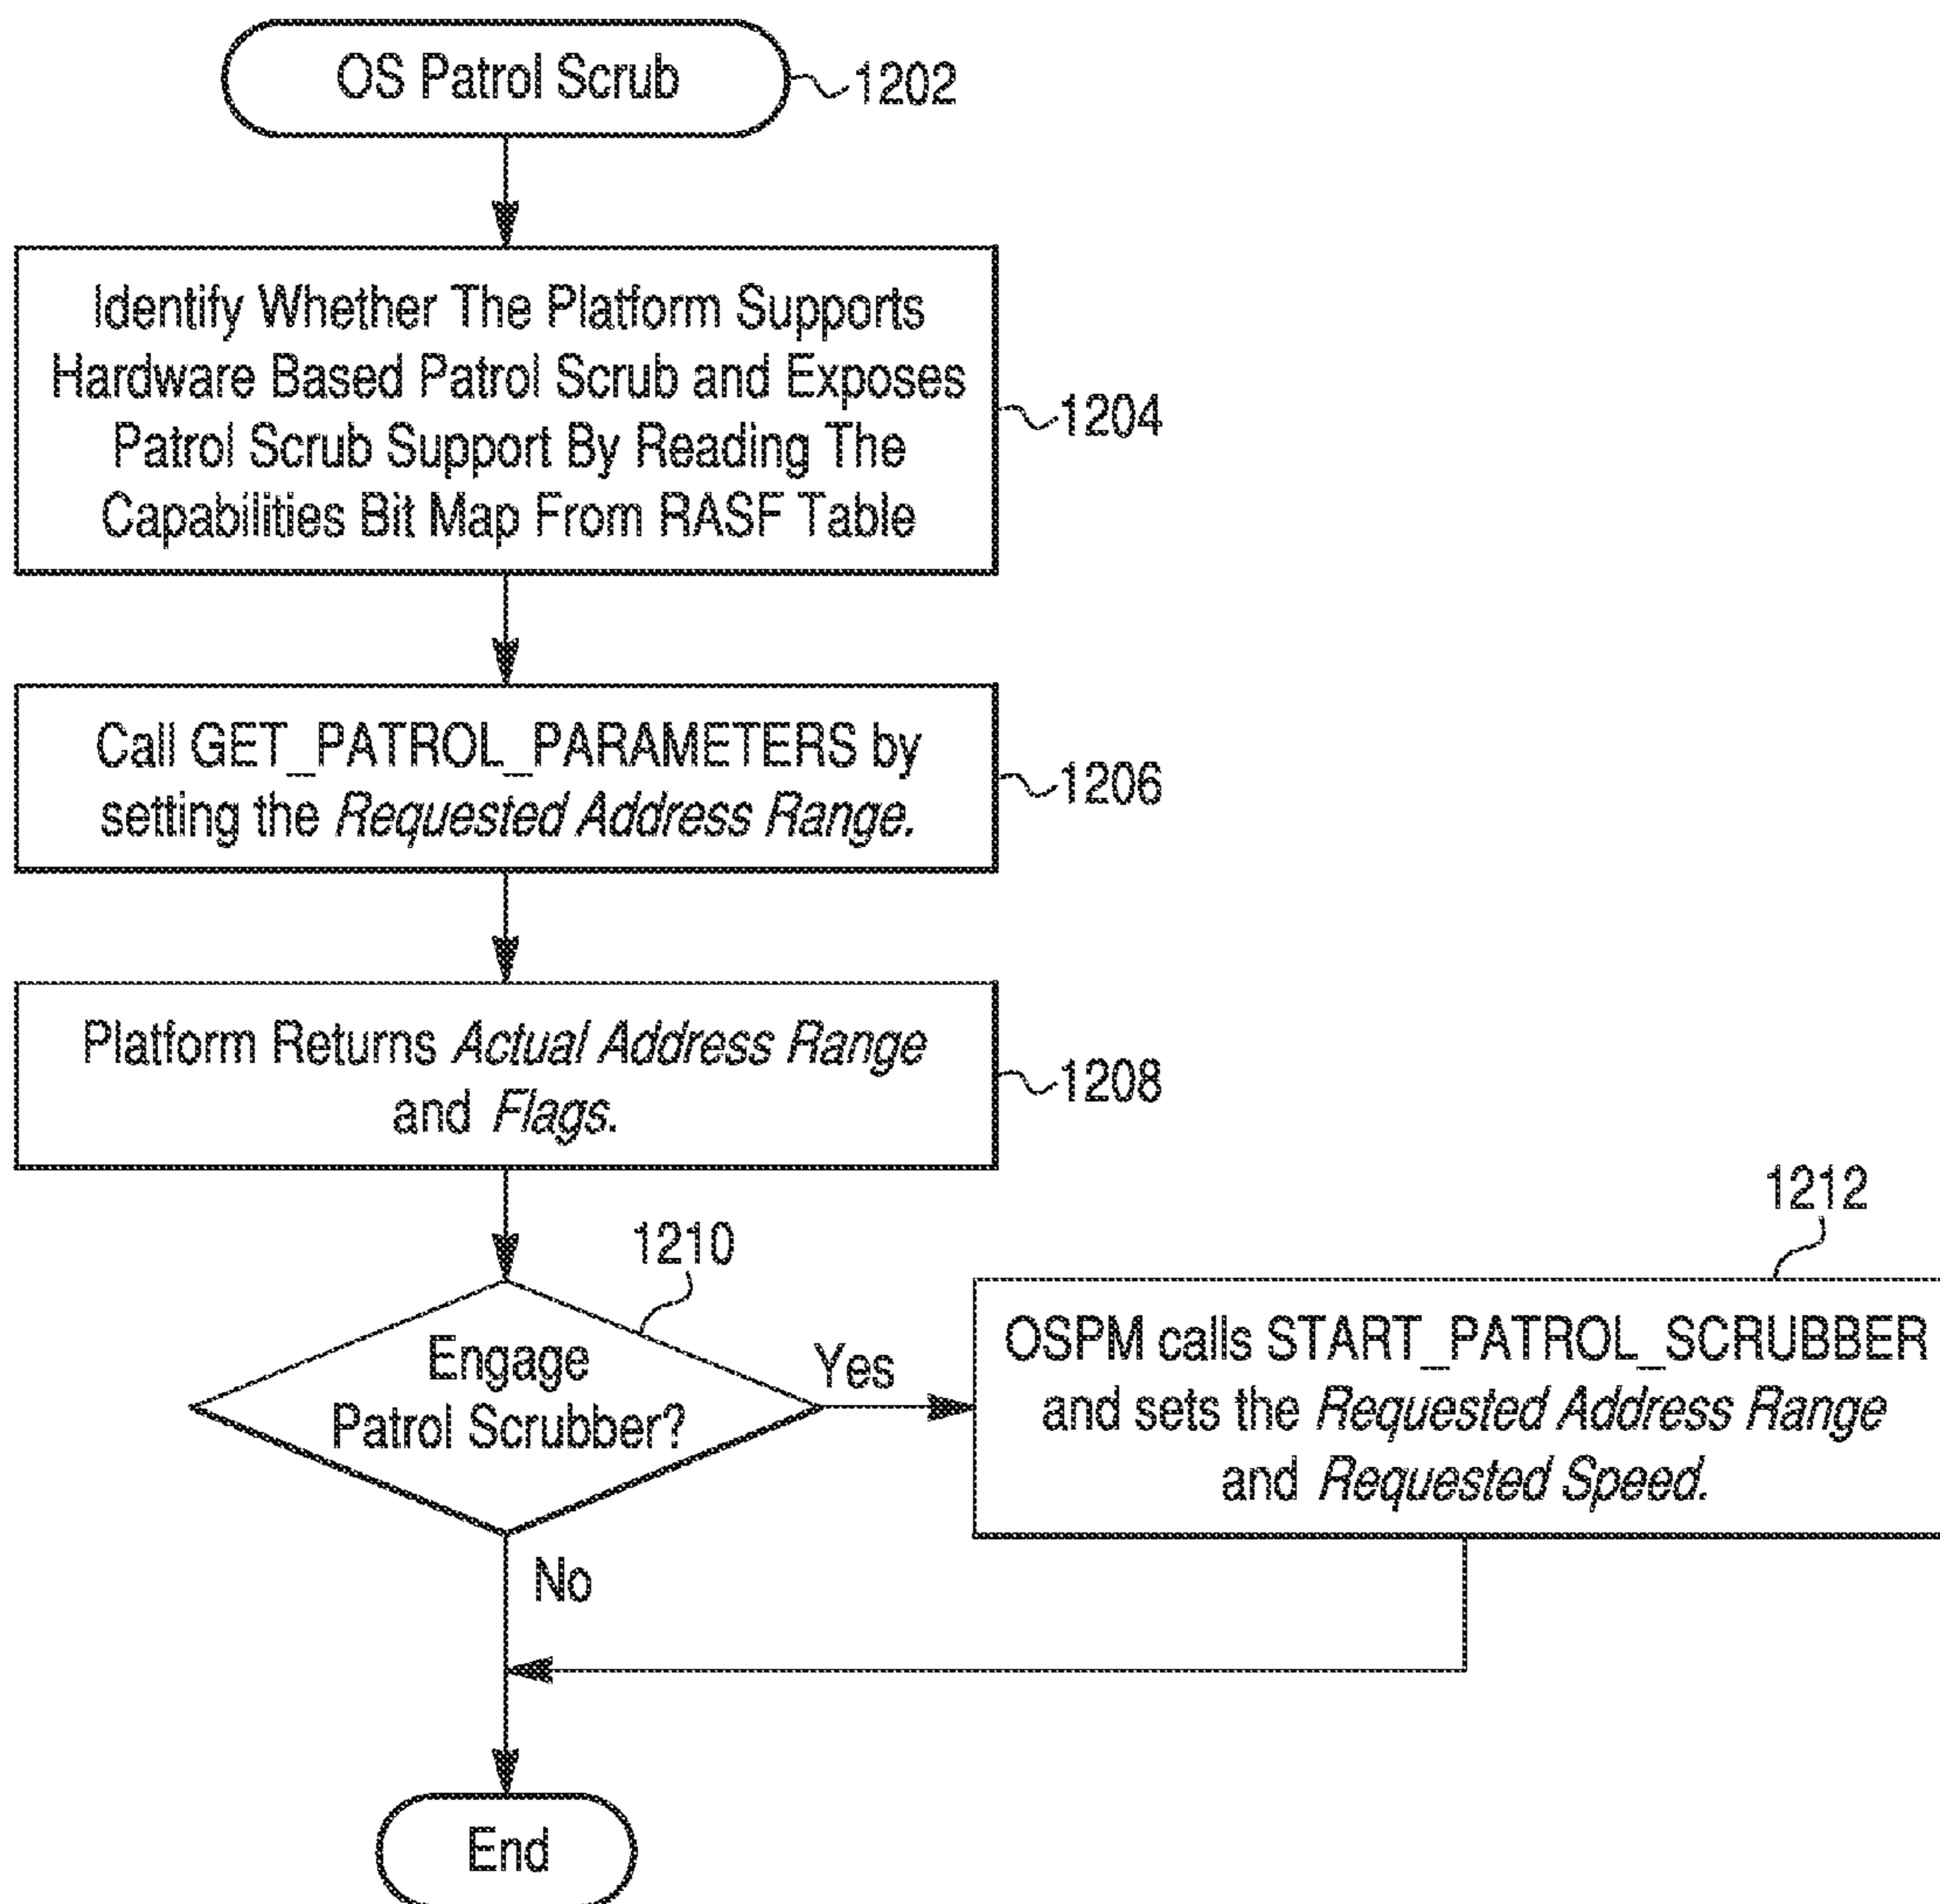 OS Patrol Scrub
1202
Identify Whether The Platform Supports
Hardware Based Patrol Scrub and Exposes
Patrol Scrub Support By Reading The
Capabilities Bit Map From RASF Table
1204
Call GET_PATROL_PARAMETERS by
setting the Requested Address Range.
1206
Platform Returns Actual Address Range
and Flags.
1208
1210
Engage
Patrol Scrubber?
Yes
No
1212
OSPM calls START_PATROL_SCRUBBER
and sets the Requested Address Range
and Requested Speed.
End